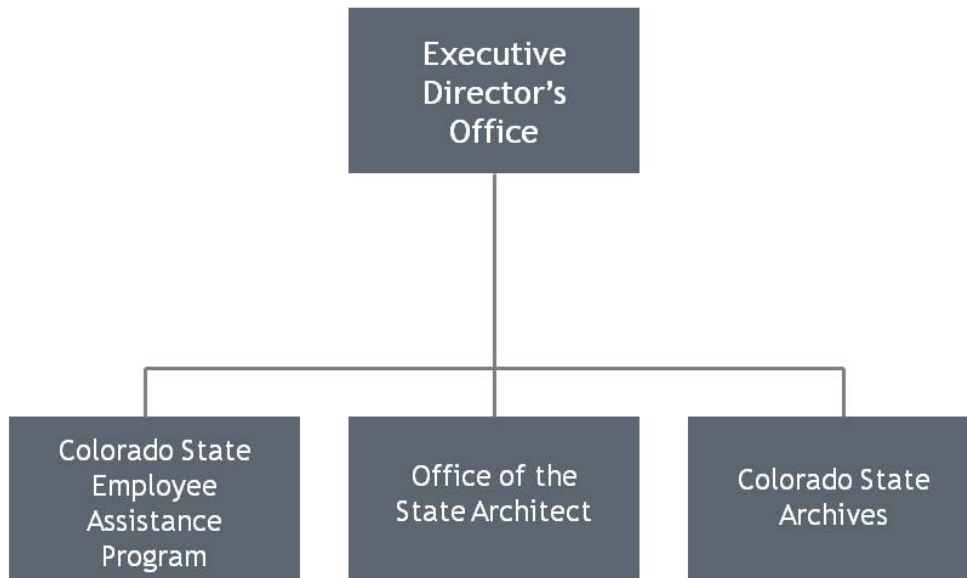 Executive
Director’s
Office
Colorado State
Employee
Assistance
Program
Office of the
State Architect
Colorado State
Archives